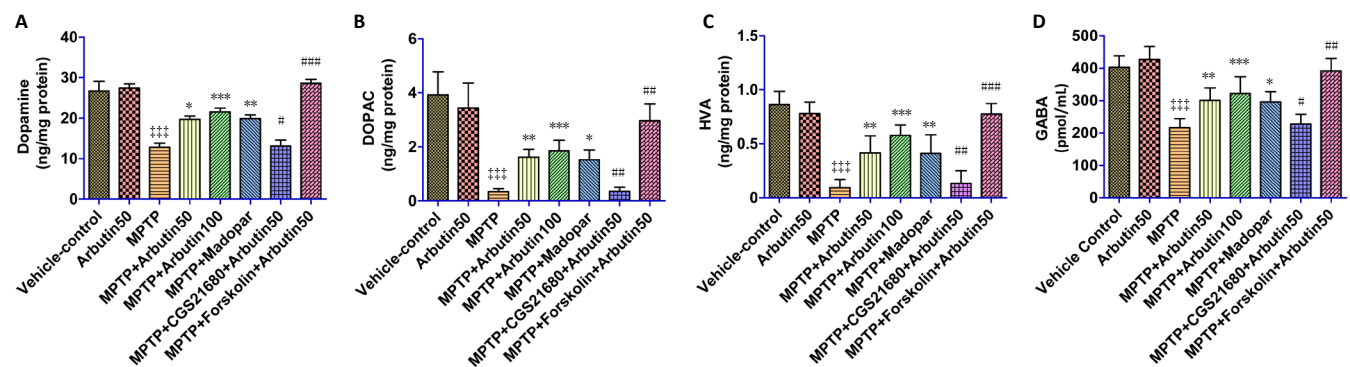 A
Dopamine
(ng/mg protein)
40
30
20
10
0
‡‡‡
‡‡‡
*
***
**
#
###
Vehicle-control
Arbutin50
MPTP
MPTP+Arbutin50
MPTP+Arbutin100
MPTP+Madopar
MPTP+CGS21680+Arbutin50
MPTP+Forskolin+Arbutin50
B
DOPAC
(ng/mg protein)
6
4
2
0
‡‡‡
‡‡‡
**
***
*
##
##
Vehicle-control
Arbutin50
MPTP
MPTP+Arbutin50
MPTP+Arbutin100
MPTP+Madopar
MPTP+CGS21680+Arbutin50
MPTP+Forskolin+Arbutin50
C
HVA
(ng/mg protein)
1.5
1.0
0.5
0.0
‡‡‡
‡‡‡
**
***
**
##
###
Vehicle-control
Arbutin50
MPTP
MPTP+Arbutin50
MPTP+Arbutin100
MPTP+Madopar
MPTP+CGS21680+Arbutin50
MPTP+Forskolin+Arbutin50
D
GABA
(pmol/mL)
500
400
300
200
100
0
‡‡‡
‡‡‡
**
***
*
#
##
Vehicle Control
Arbutin50
MPTP
MPTP+Arbutin50
MPTP+Arbutin100
MPTP+Madopar
MPTP+CGS21680+Arbutin50
MPTP+Forskolin+Arbutin50